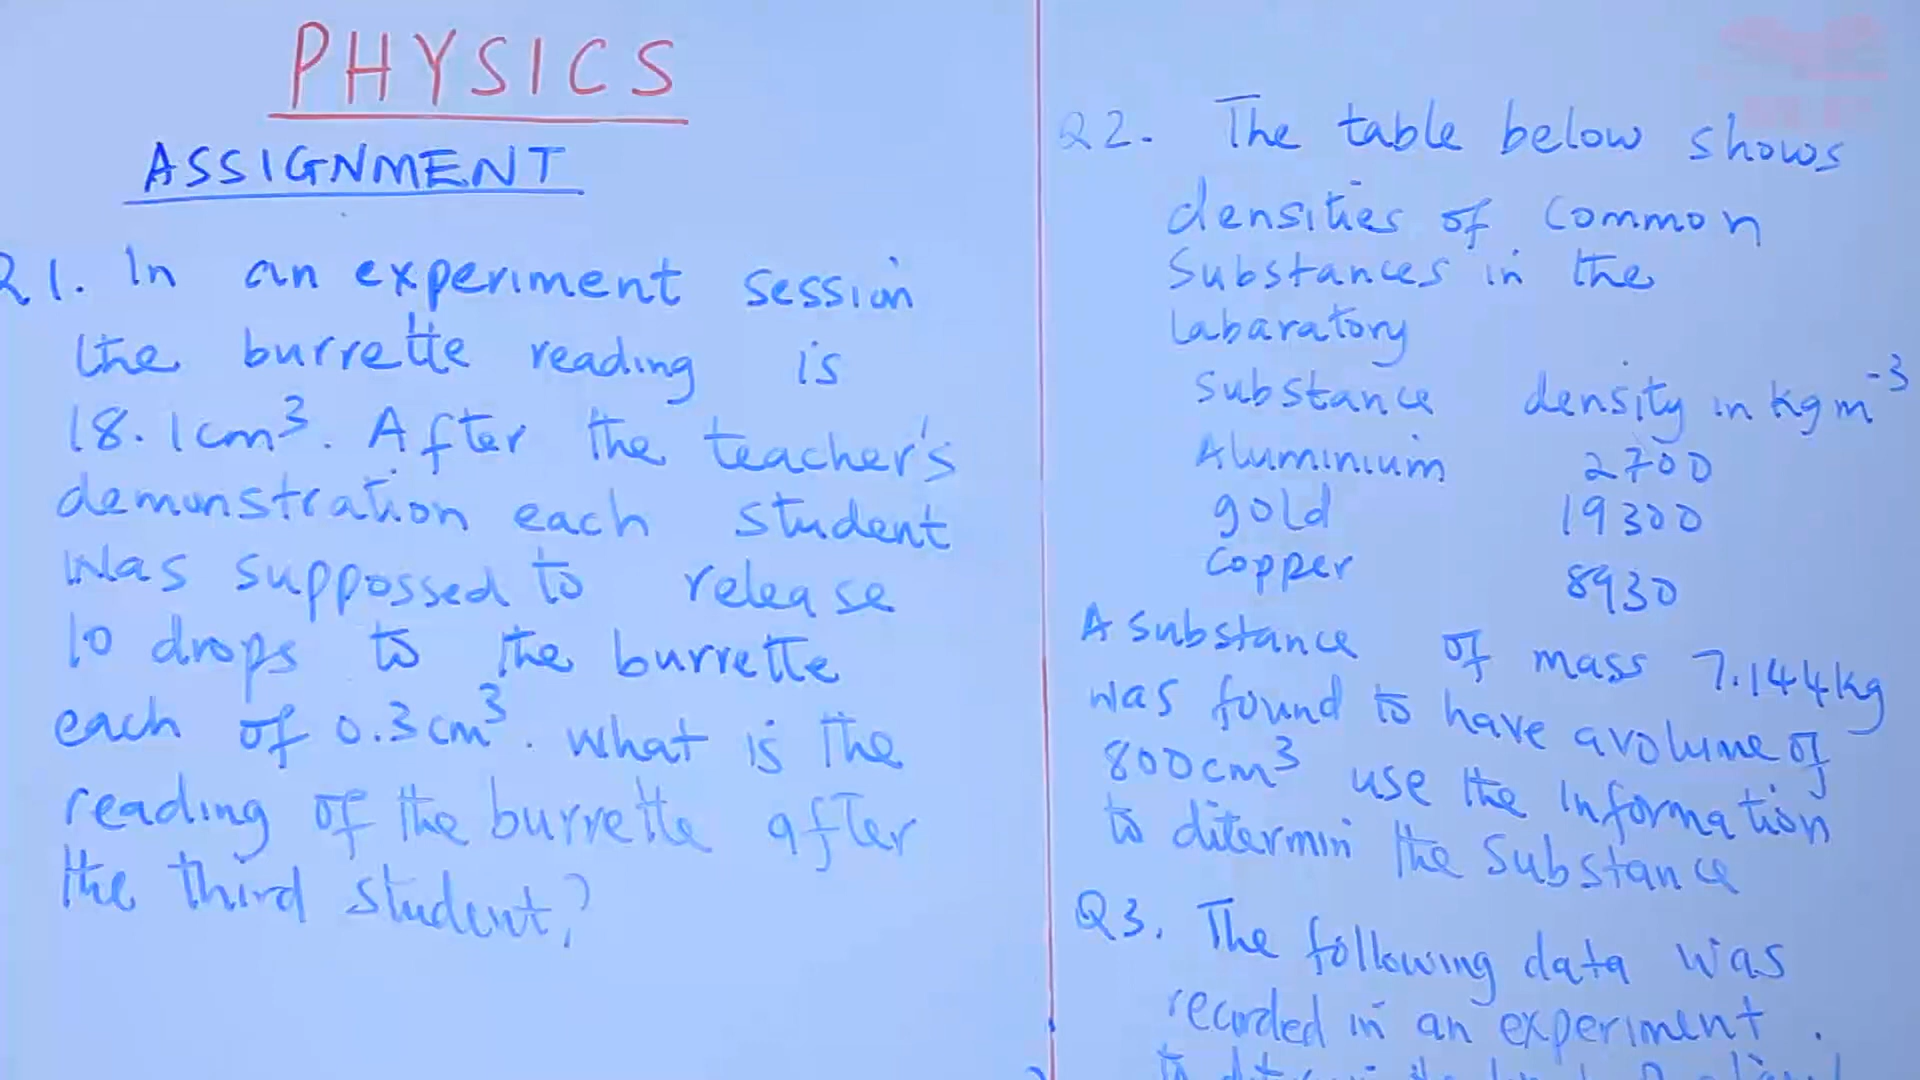 PHYSICS
ASSIGNMENT
Q1. In an experiment session
the burrette reading is
18.1cm³. After the teacher's
demonstration each student
was suppossed to release
10 drops to the burrette
each of 0.3cm³. what is the
reading of the burrette after
the third student?
Q2. The table below shows
densities of common
Substances in the
Labaratory
Substance density in kgm⁻³
Aluminium 2700
gold 19300
Copper 8930
A substance of mass 7.144kg
was found to have a volume of
800cm³ use the information
to ditermin the Substance
Q3. The following data was
recorded in an experiment.